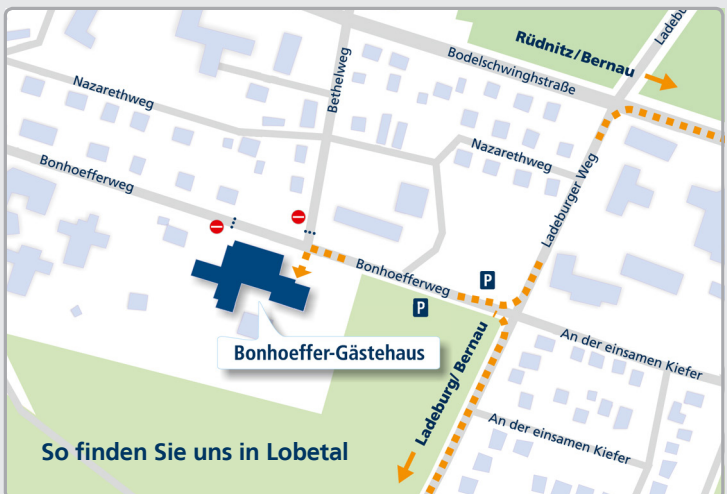 Ladebu
Rüdnitz/Bernau
Bodelschwinghstraße
Bethelweg
Nazarethweg
Nazarethweg
Bonhoefferweg
Ladeburger Weg
Bonhoefferweg
P
P
Bonhoeffer-Gästehaus
Ladeburg/Bernau
An der einsamen Kiefer
An der einsamen Kiefer
So finden Sie uns in Lobetal